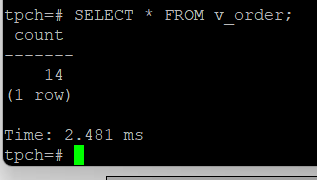 tpch=# SELECT * FROM v_order;
 count
-------
    14
(1 row)

Time: 2.481 ms
tpch=#